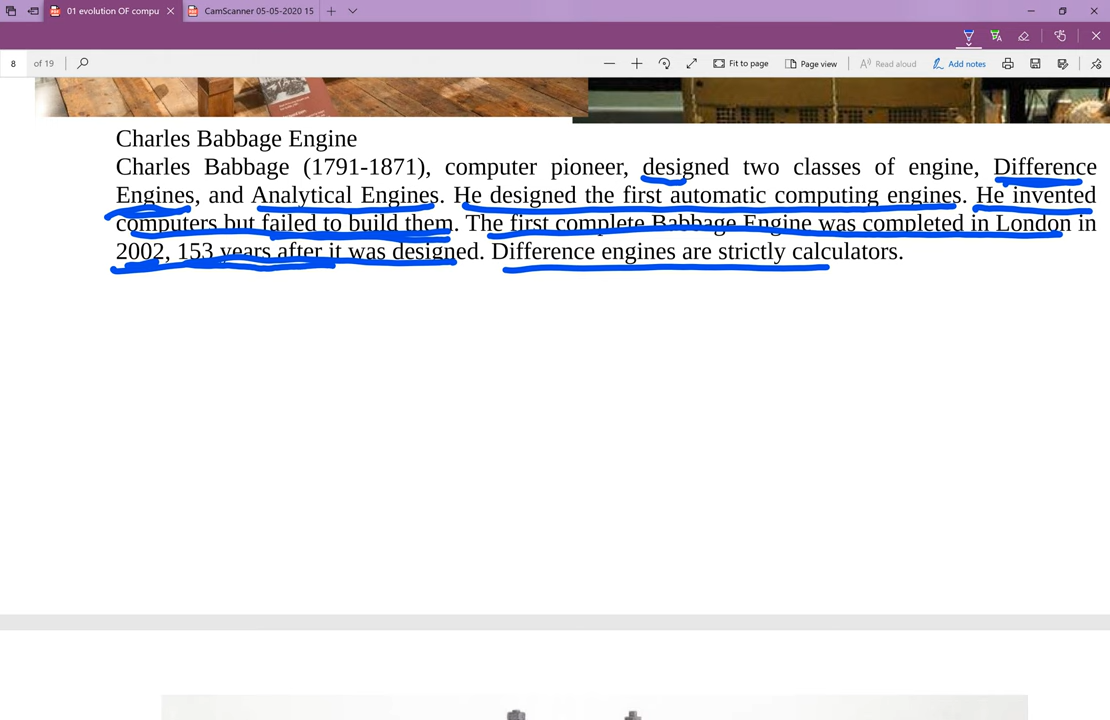 01 evolution OF compu
CamScanner 05-05-2020 15
8 of 19
Fit to page
Page view
Read aloud
Add notes
Charles Babbage Engine
Charles Babbage (1791-1871), computer pioneer, designed two classes of engine, Difference
Engines, and Analytical Engines. He designed the first automatic computing engines. He invented
computers but failed to build them. The first complete Babbage Engine was completed in London in
2002, 153 years after it was designed. Difference engines are strictly calculators.